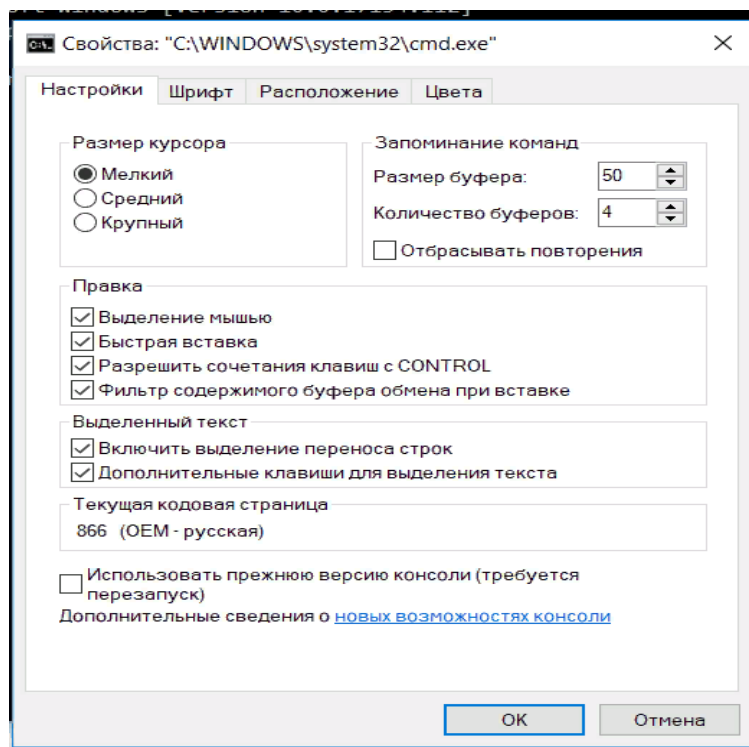 Свойства: "C:\WINDOWS\system32\cmd.exe"
Настройки Шрифт Расположение Цвета
Размер курсора
Мелкий
Средний
Крупный
Запоминание команд
Размер буфера: 50
Количество буферов: 4
Отбрасывать повторения
Правка
Выделение мышью
Быстрая вставка
Разрешить сочетания клавиш с CONTROL
Фильтр содержимого буфера обмена при вставке
Выделенный текст
Включить выделение переноса строк
Дополнительные клавиши для выделения текста
Текущая кодовая страница
866 (OEM - русская)
Использовать прежнюю версию консоли (требуется
перезапуск)
Дополнительные сведения о новых возможностях консоли
OK Отмена